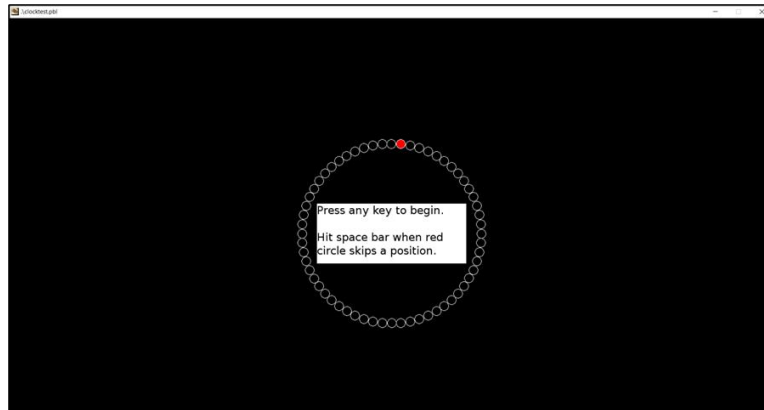 .\clocktest.pbl
Press any key to begin.
Hit space bar when red
circle skips a position.